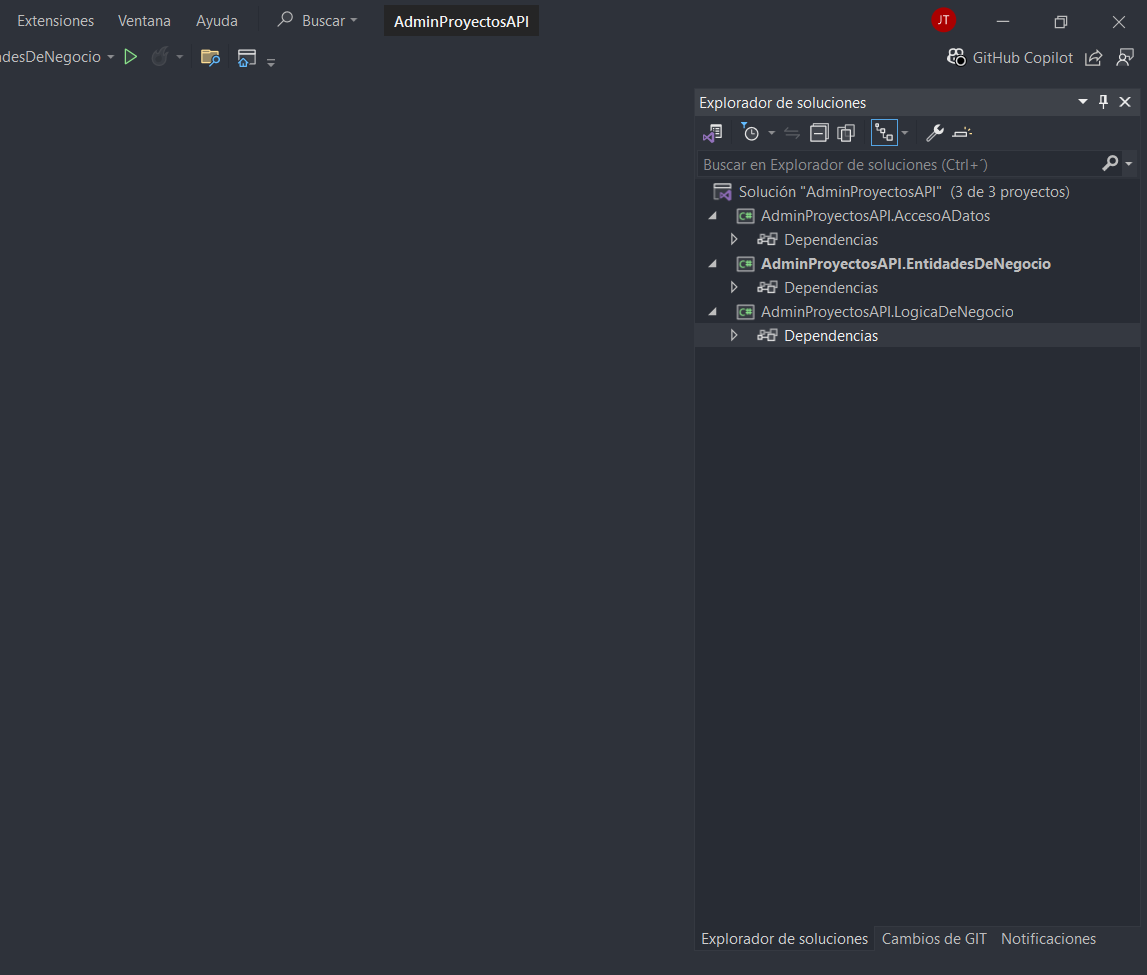 Extensiones Ventana Ayuda Buscar AdminProyectosAPI JT
desDeNegocio GitHub Copilot
Explorador de soluciones
Buscar en Explorador de soluciones (Ctrl+´)
Solución "AdminProyectosAPI" (3 de 3 proyectos)
C# AdminProyectosAPI.AccesoADatos
Dependencias
C# AdminProyectosAPI.EntidadesDeNegocio
Dependencias
C# AdminProyectosAPI.LogicaDeNegocio
Dependencias
Explorador de soluciones Cambios de GIT Notificaciones